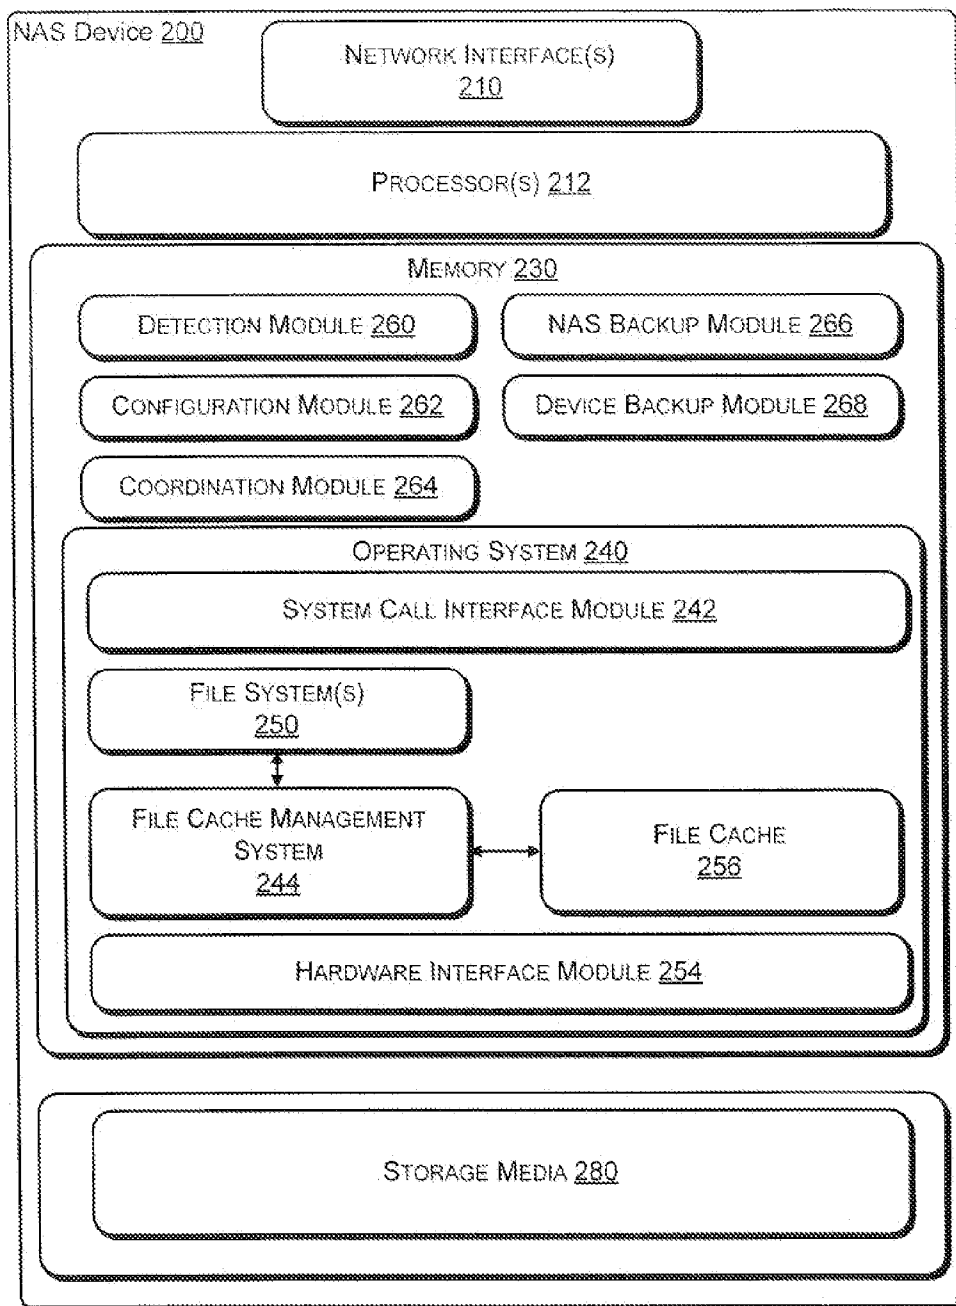 NAS Device 200
NETWORK INTERFACE(S)
210
PROCESSOR(S) 212
MEMORY 230
DETECTION MODULE 260
NAS BACKUP MODULE 266
CONFIGURATION MODULE 262
DEVICE BACKUP MODULE 268
COORDINATION MODULE 264
OPERATING SYSTEM 240
SYSTEM CALL INTERFACE MODULE 242
FILE SYSTEM(S)
250
FILE CACHE MANAGEMENT
SYSTEM
244
FILE CACHE
256
HARDWARE INTERFACE MODULE 254
STORAGE MEDIA 280